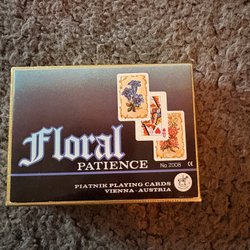 Floral
PATIENCE
No 2008
PIATNIK PLAYING CARDS
VIENNA - AUSTRIA